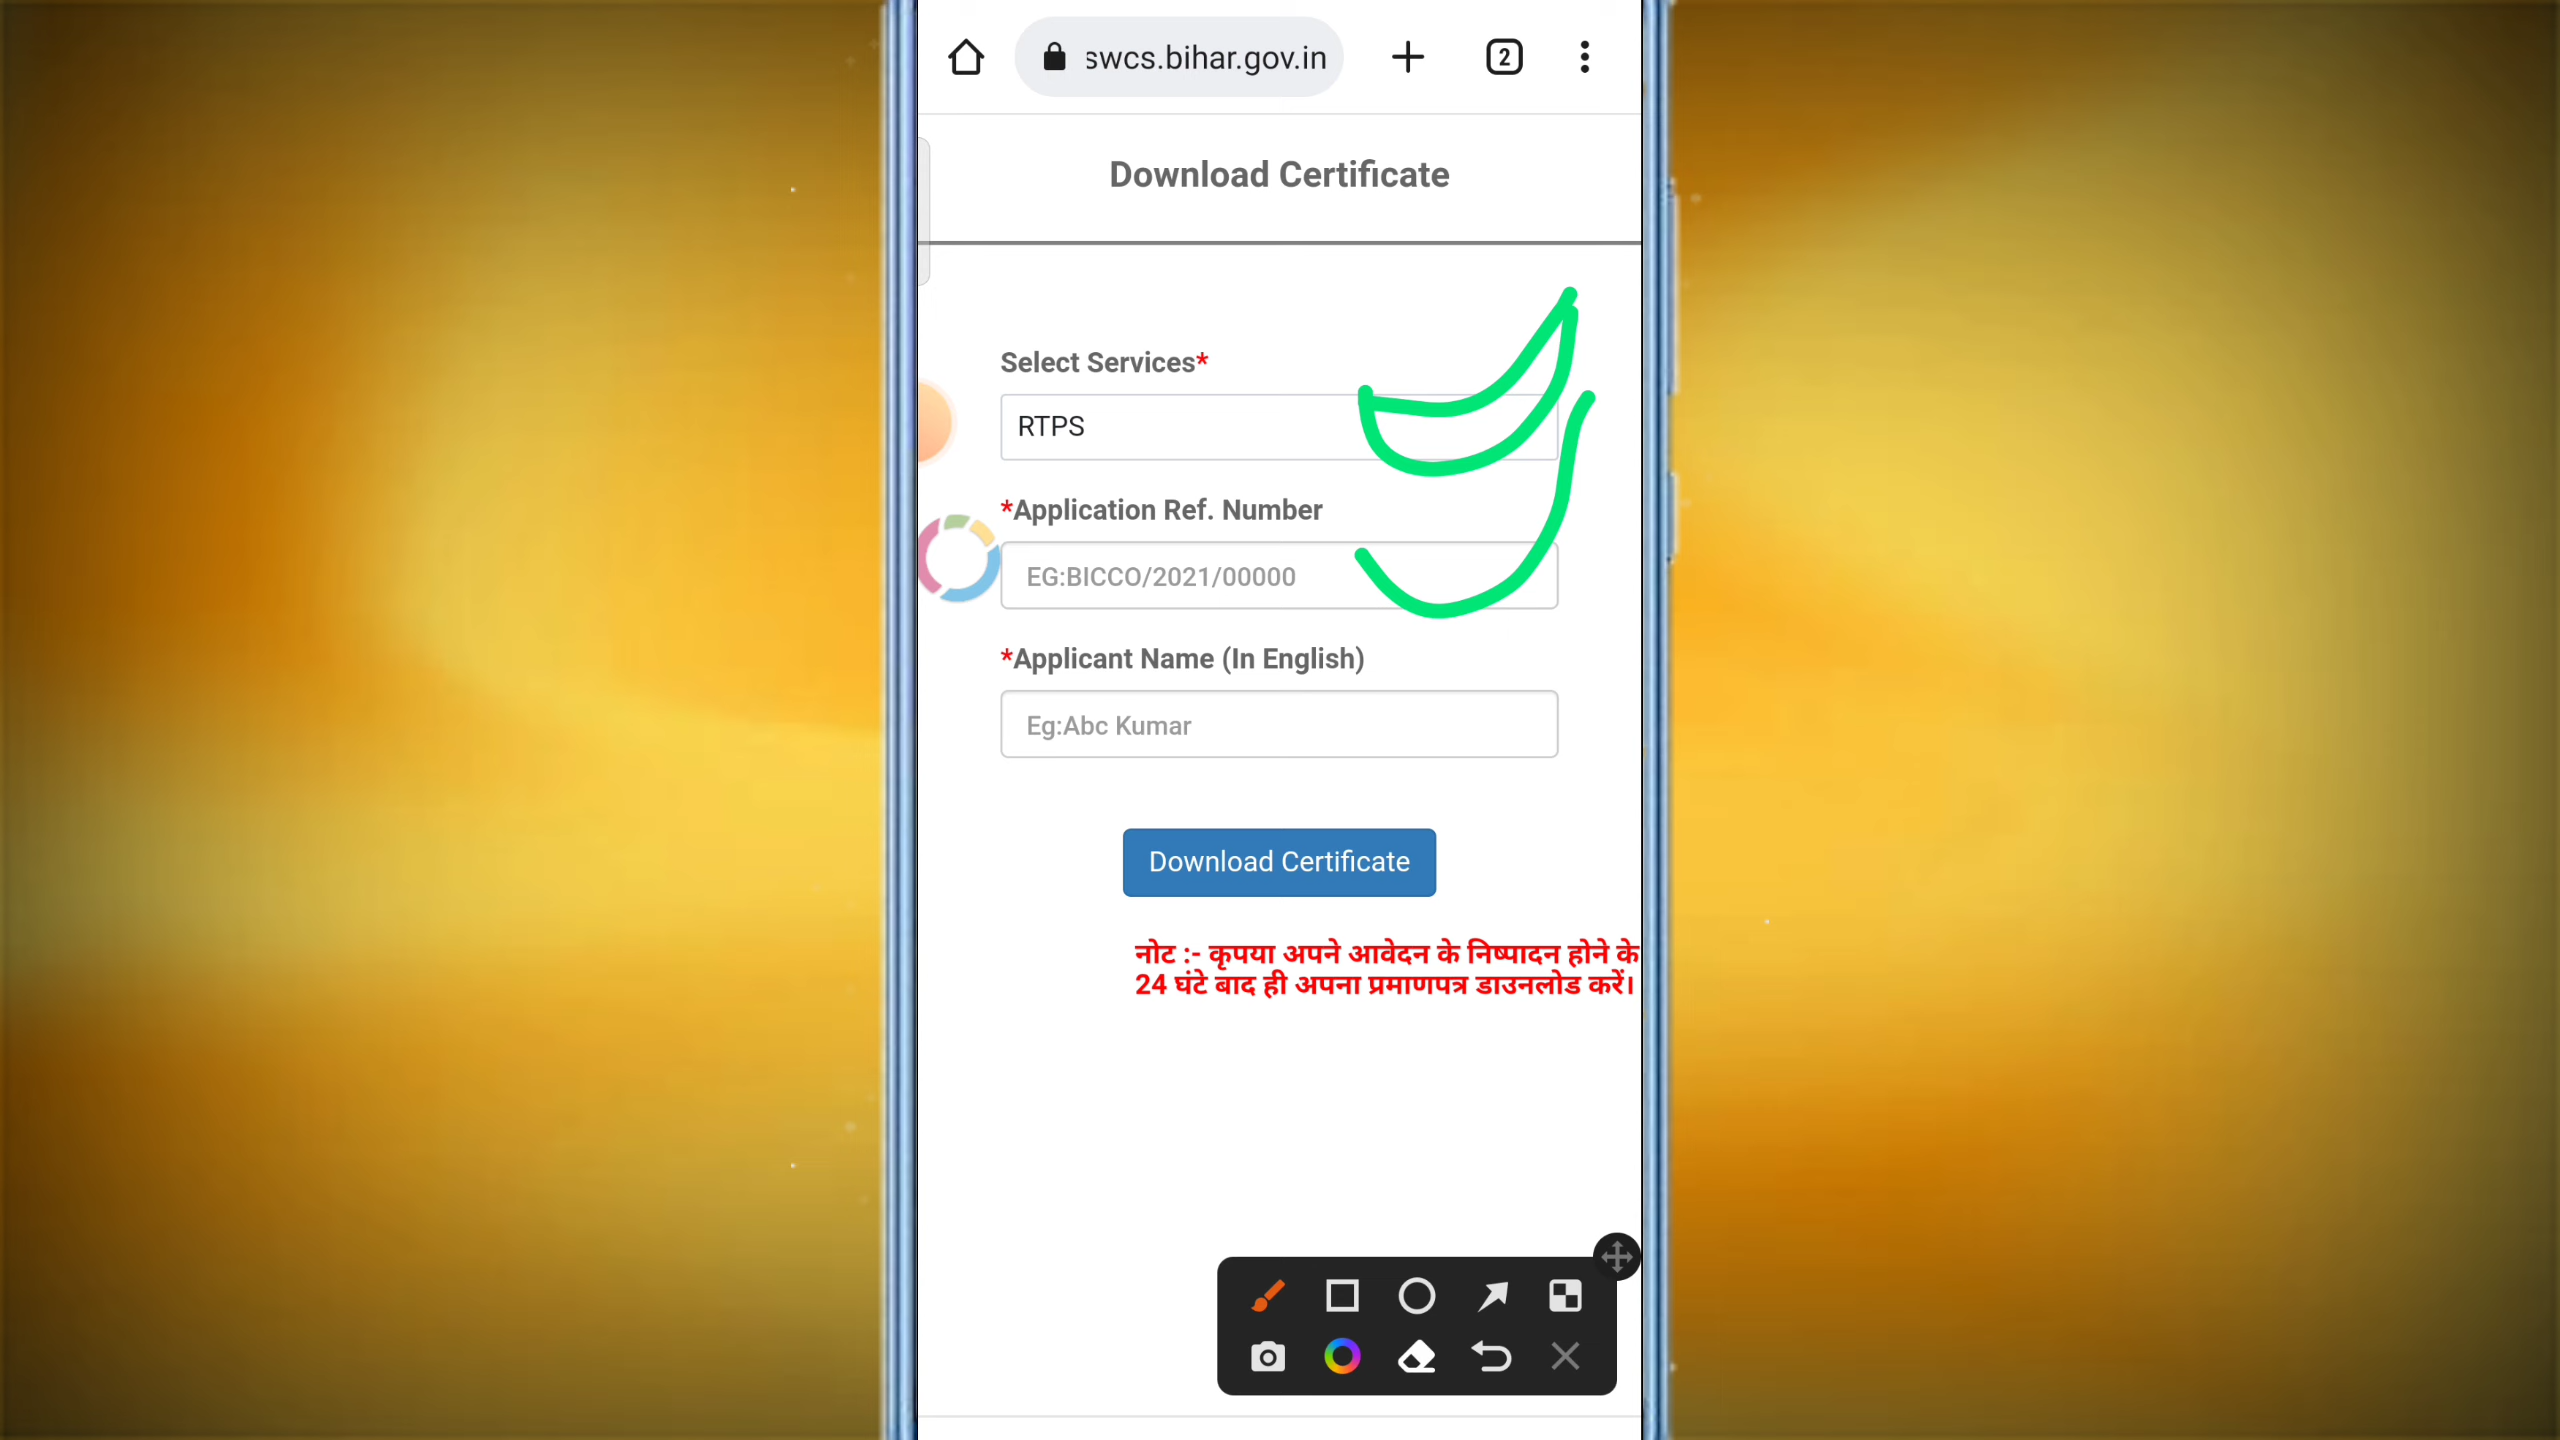 swcs.bihar.gov.in
2
Download Certificate
Select Services*
RTPS
*Application Ref. Number
EG:BICCO/2021/00000
*Applicant Name (In English)
Eg:Abc Kumar
Download Certificate
नोट :- कृपया अपने आवेदन के निष्पादन होने के
24 घंटे बाद ही अपना प्रमाणपत्र डाउनलोड करें।